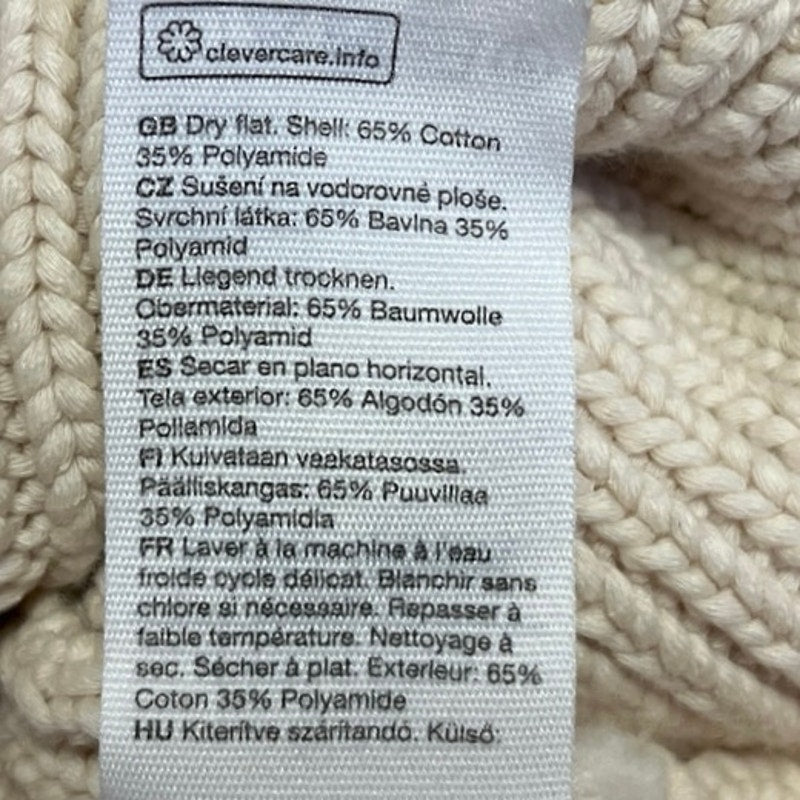 clevercare.info
GB Dry flat. Shell: 65% Cotton
35% Polyamide
CZ Sušení na vodorovné ploše.
Svrchní látka: 65% Bavlna 35%
Polyamid
DE Liegend trocknen.
Obermaterial: 65% Baumwolle
35% Polyamid
ES Secar en plano horizontal.
Tela exterior: 65% Algodón 35%
Poliamida
FI Kuivataan vaakatasossa.
Päälliskangas: 65% Puuvillaa
35% Polyamidia
FR Laver à la machine à l'eau
froide cycle délicat. Blanchir sans
chlore si nécessaire. Repasser à
faible température. Nettoyage à
sec. Sécher à plat. Exterieur: 65%
Coton 35% Polyamide
HU Kiterítve szárítandó. Külső: